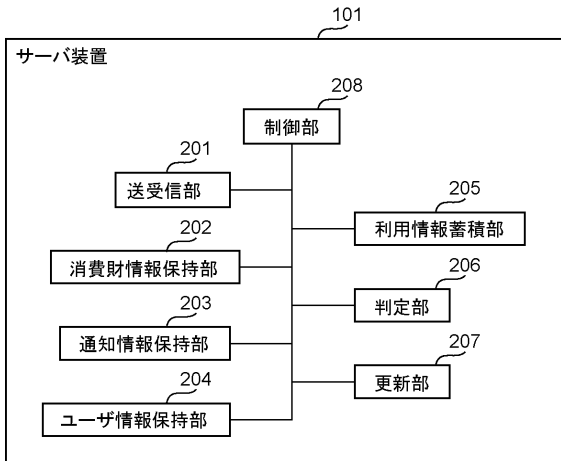 101
サーバ装置
208
制御部
201
送受信部
205
利用情報蓄積部
202
消費財情報保持部
206
判定部
203
通知情報保持部
207
更新部
204
ユーザ情報保持部